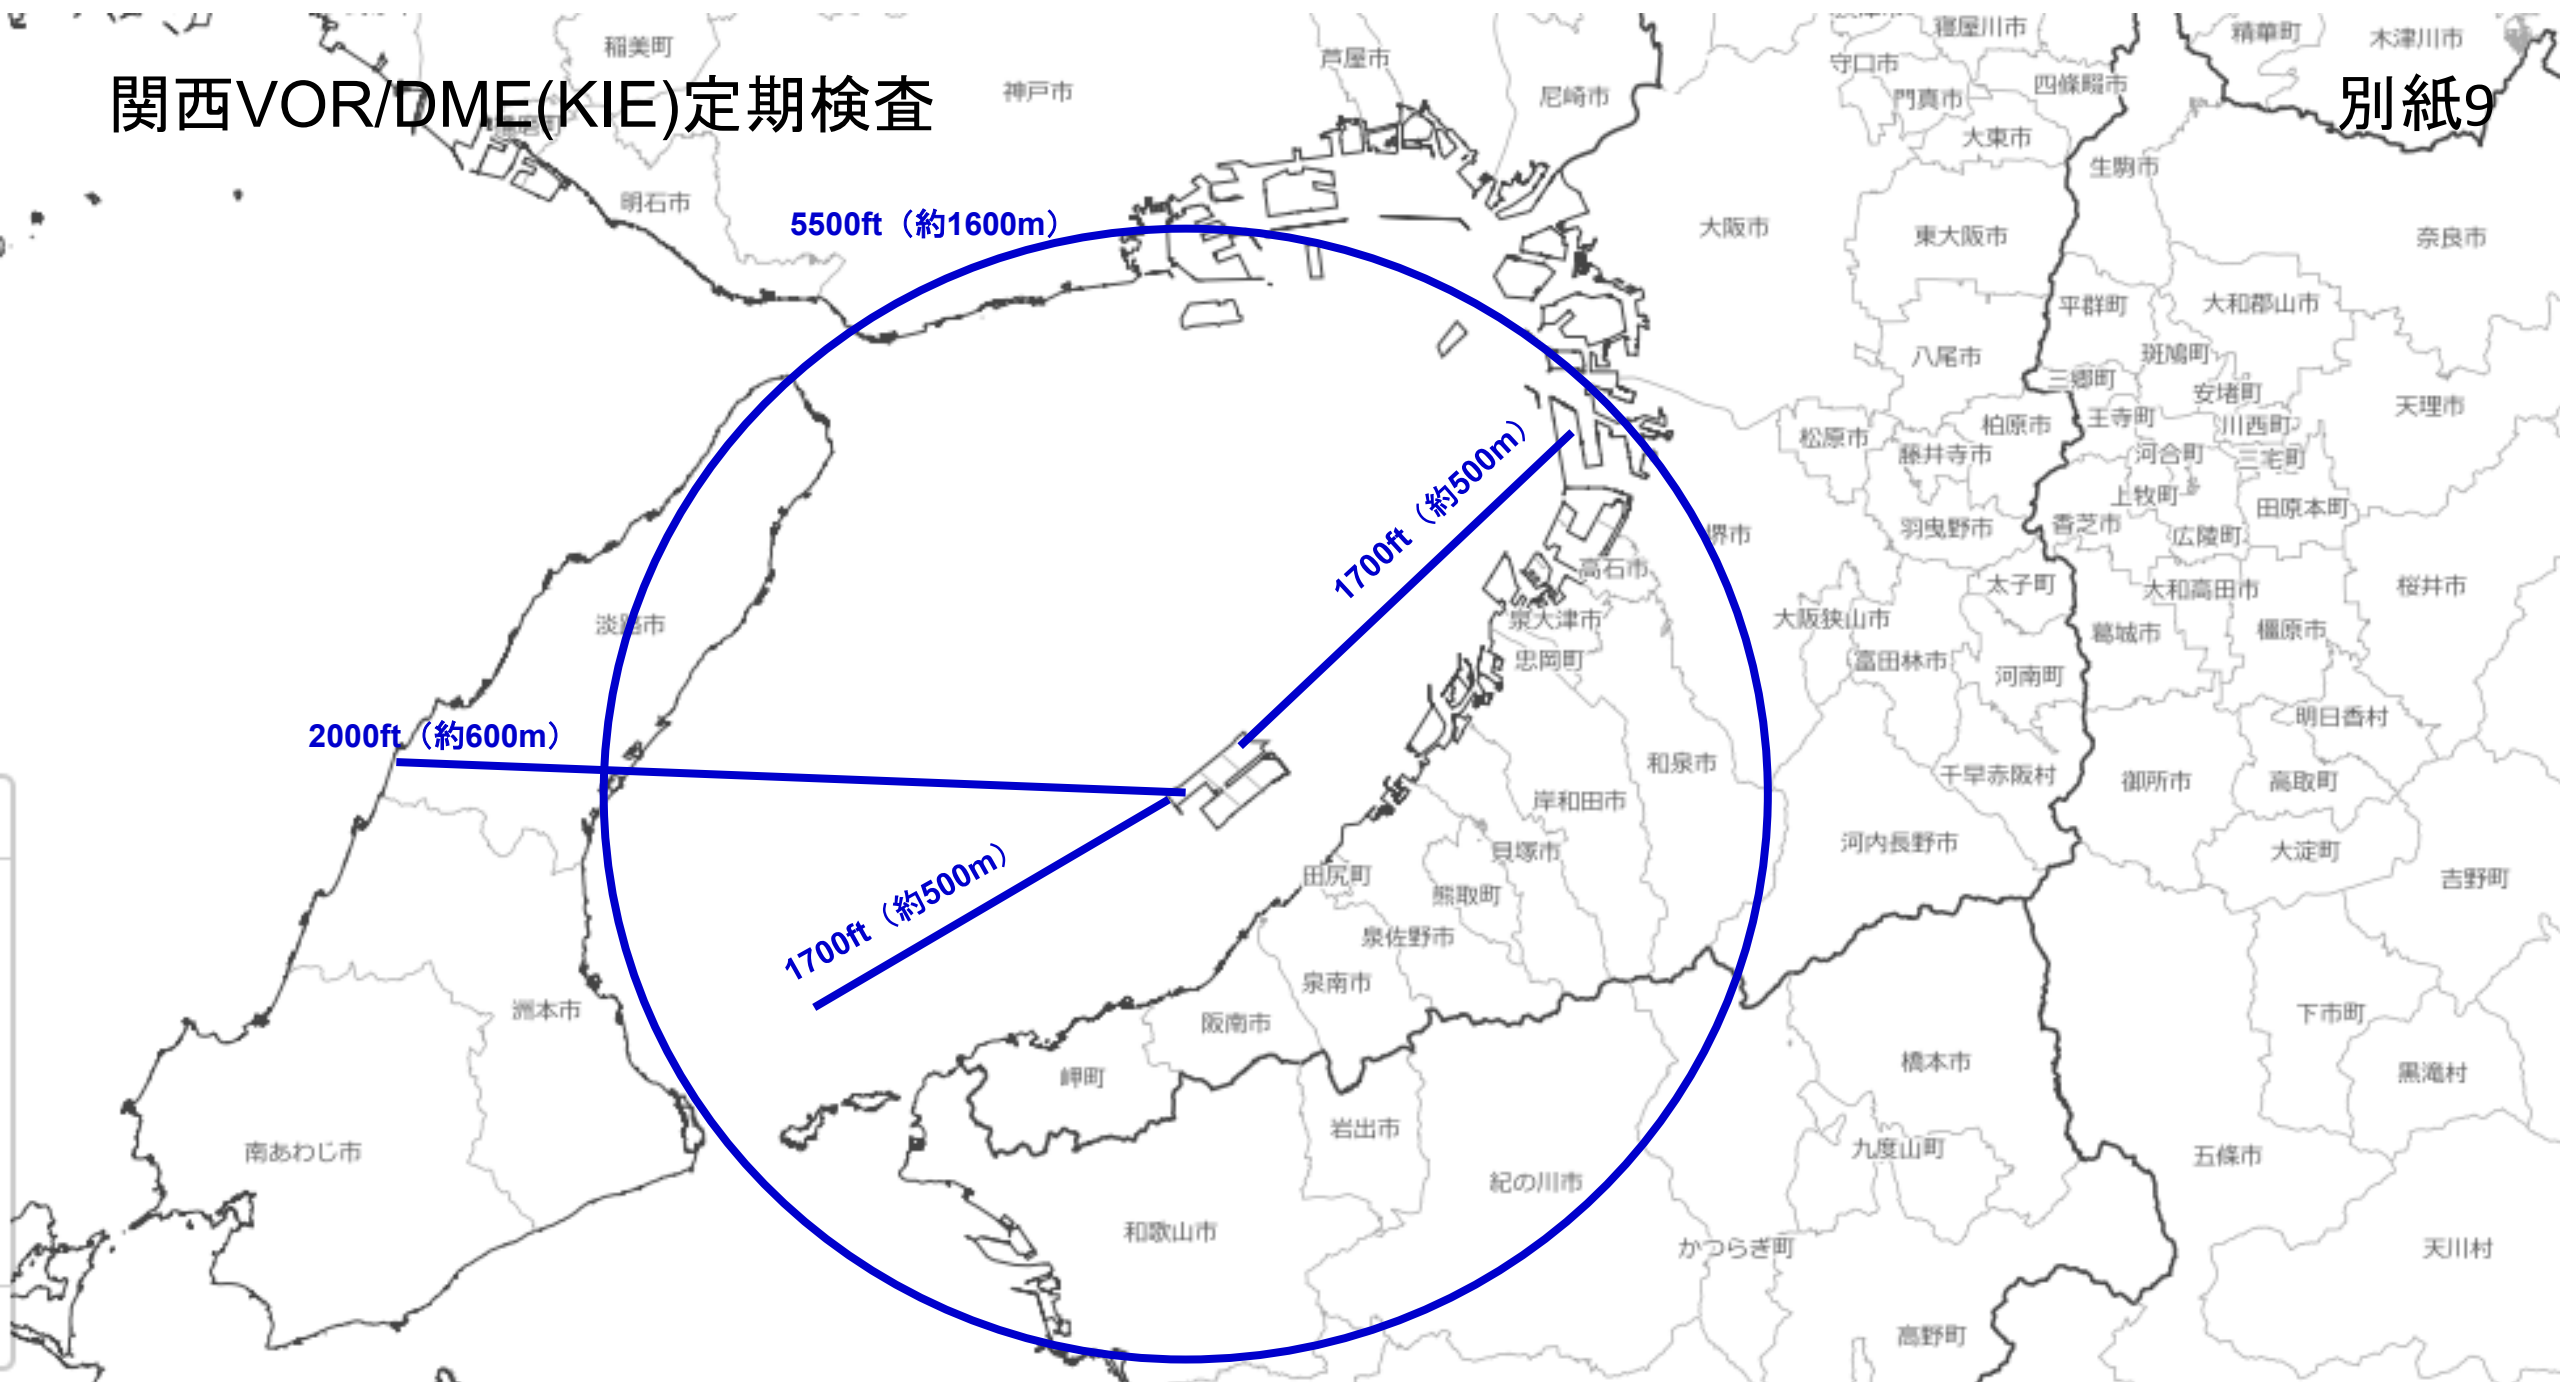 稲美町
神戸市
芦屋市
尼崎市
守口市
寝屋川市
門真市
四條畷市
精華町
木津川市
関西VOR/DME(KIE)定期検査
別紙9
大東市
生駒市
明石市
5500ft（約1600m）
大阪市
東大阪市
奈良市
平群町
大和郡山市
八尾市
斑鳩町
三郷町
安堵町
天理市
松原市
柏原市
王寺町
川西町
藤井寺市
河合町
三宅町
1700ft（約500m）
上牧町
田原本町
堺市
羽曳野市
香芝市
広陵町
高石市
太子町
大和高田市
桜井市
淡路市
泉大津市
大阪狭山市
葛城市
橿原市
忠岡町
富田林市
河南町
明日香村
2000ft（約600m）
和泉市
千早赤阪村
御所市
高取町
岸和田市
河内長野市
大淀町
貝塚市
田尻町
熊取町
吉野町
1700ft（約500m）
泉佐野市
泉南市
洲本市
阪南市
下市町
岬町
橋本市
黒滝村
岩出市
南あわじ市
九度山町
五條市
紀の川市
和歌山市
かつらぎ町
天川村
高野町